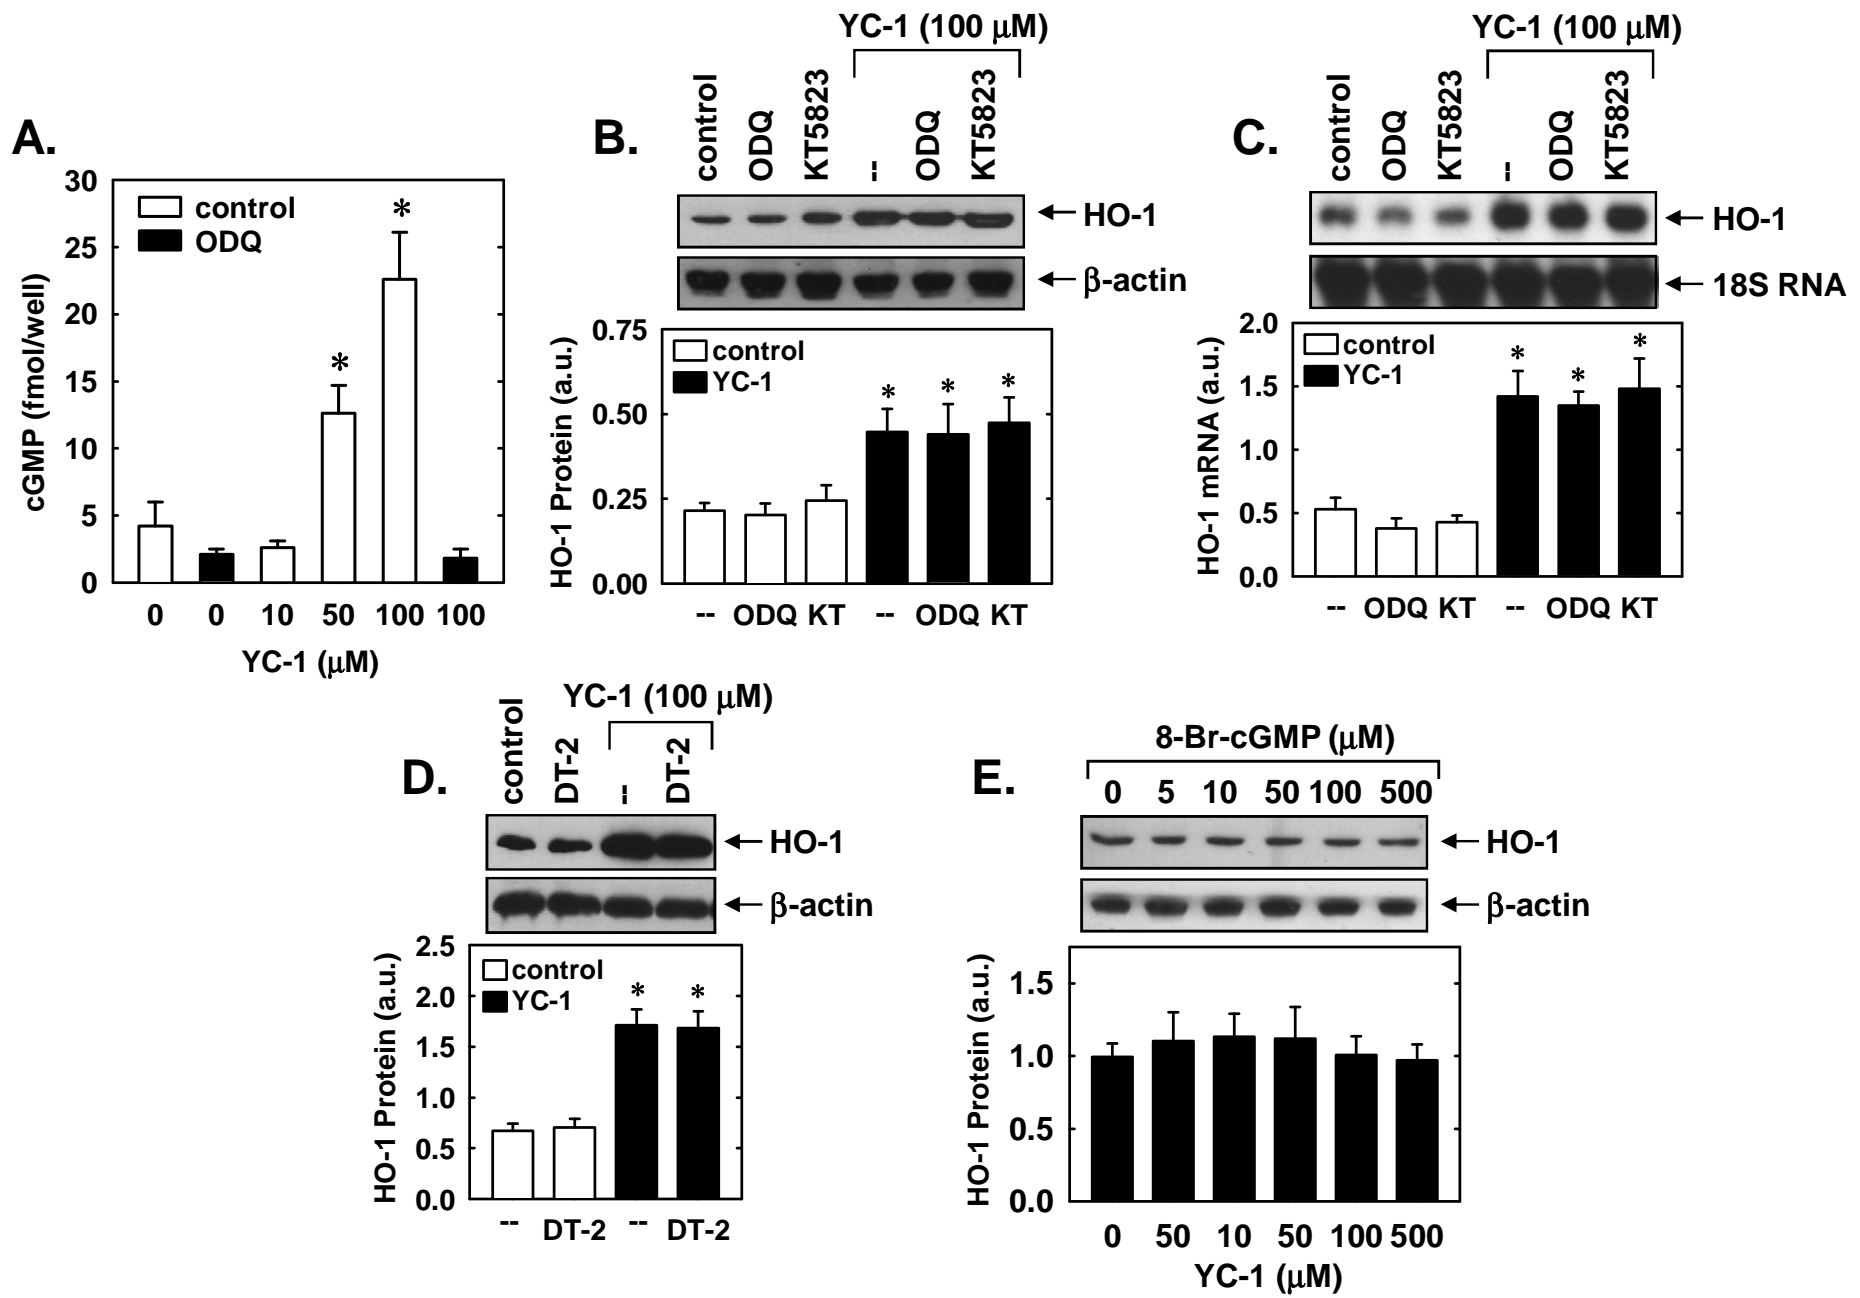 A.
30
25
20
15
10
5
0
cGMP (fmol/well)
control
ODQ
*
*
0 0 10 50 100 100
YC-1 (μM)
B.
YC-1 (100 μM)
control
ODQ
KT5823
--
ODQ
KT5823
HO-1
β-actin
0.75
0.50
0.25
0.00
HO-1 Protein (a.u.)
control
YC-1
* * *
-- ODQ KT -- ODQ KT
C.
YC-1 (100 μM)
control
ODQ
KT5823
--
ODQ
KT5823
HO-1
18S RNA
2.0
1.5
1.0
0.5
0.0
HO-1 mRNA (a.u.)
control
YC-1
* * *
-- ODQ KT -- ODQ KT
D.
YC-1 (100 μM)
control
DT-2
--
DT-2
HO-1
β-actin
2.5
2.0
1.5
1.0
0.5
0.0
HO-1 Protein (a.u.)
control
YC-1
* *
-- DT-2 -- DT-2
E.
8-Br-cGMP (μM)
0 5 10 50 100 500
HO-1
β-actin
1.5
1.0
0.5
0.0
HO-1 Protein (a.u.)
0 50 10 50 100 500
YC-1 (μM)